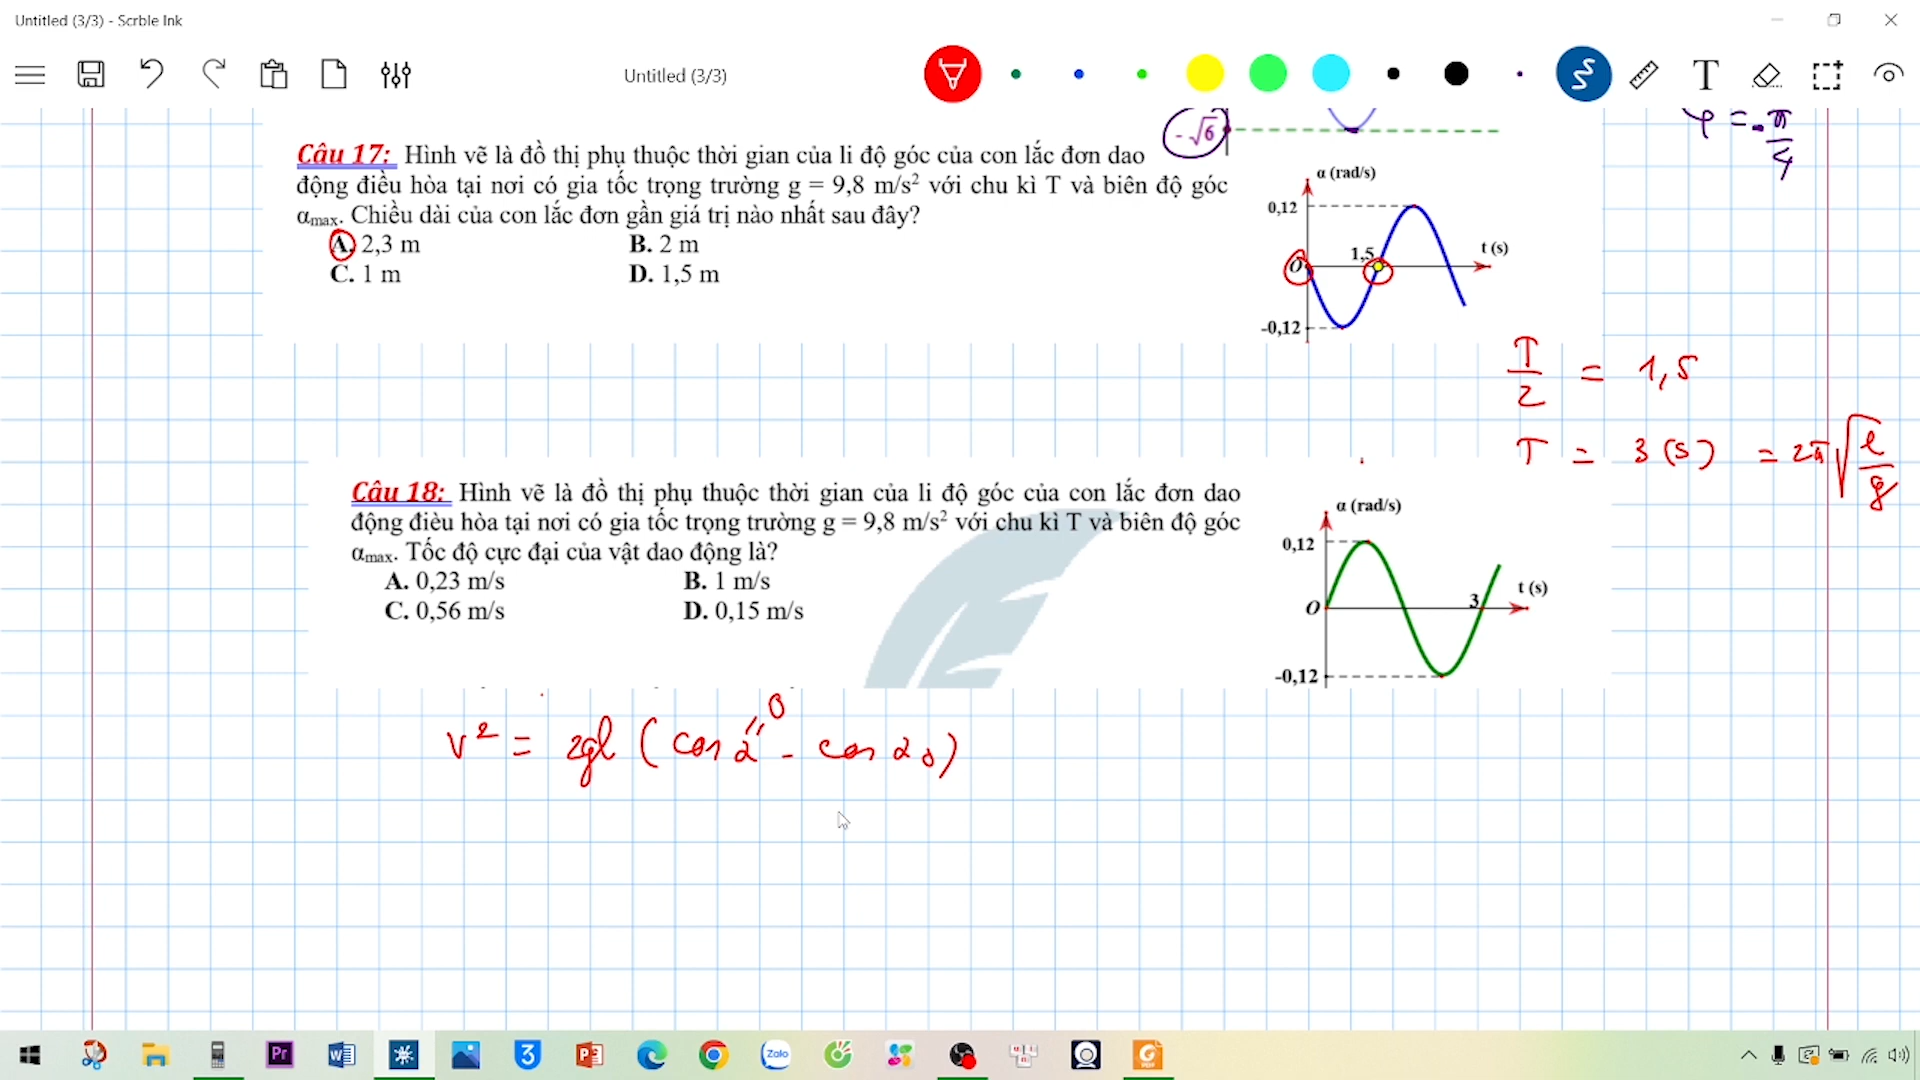 Untitled (3/3) - Scrble Ink
Untitled (3/3)
T
-√6
φ = -π/4
Câu 17: Hình vẽ là đồ thị phụ thuộc thời gian của li độ góc của con lắc đơn dao
động điều hòa tại nơi có gia tốc trọng trường g = 9,8 m/s² với chu kì T và biên độ góc
αmax. Chiều dài của con lắc đơn gần giá trị nào nhất sau đây?
A. 2,3 m B. 2 m
C. 1 m D. 1,5 m
α (rad/s)
0,12
1,5
t (s)
O
-0,12
T/2 = 1,5
T = 3 (s) = 2π√(l/g)
Câu 18: Hình vẽ là đồ thị phụ thuộc thời gian của li độ góc của con lắc đơn dao
động đièu hòa tại nơi có gia tốc trọng trường g = 9,8 m/s² với chu kì T và biên độ góc
αmax. Tốc độ cực đại của vật dao động là?
A. 0,23 m/s B. 1 m/s
C. 0,56 m/s D. 0,15 m/s
α (rad/s)
0,12
t (s)
3
O
-0,12
0
v² = 2gl (cos α - cos α0)
Pr
Zalo